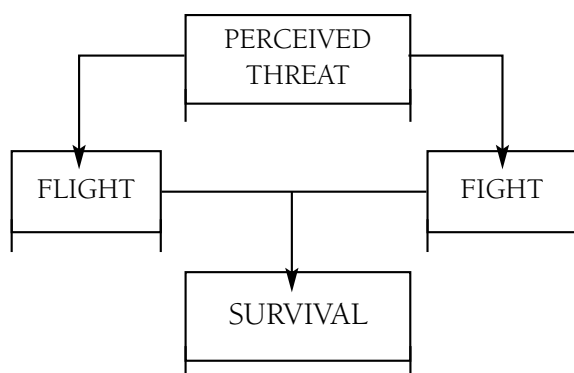 PERCEIVED
THREAT
FLIGHT
FIGHT
SURVIVAL